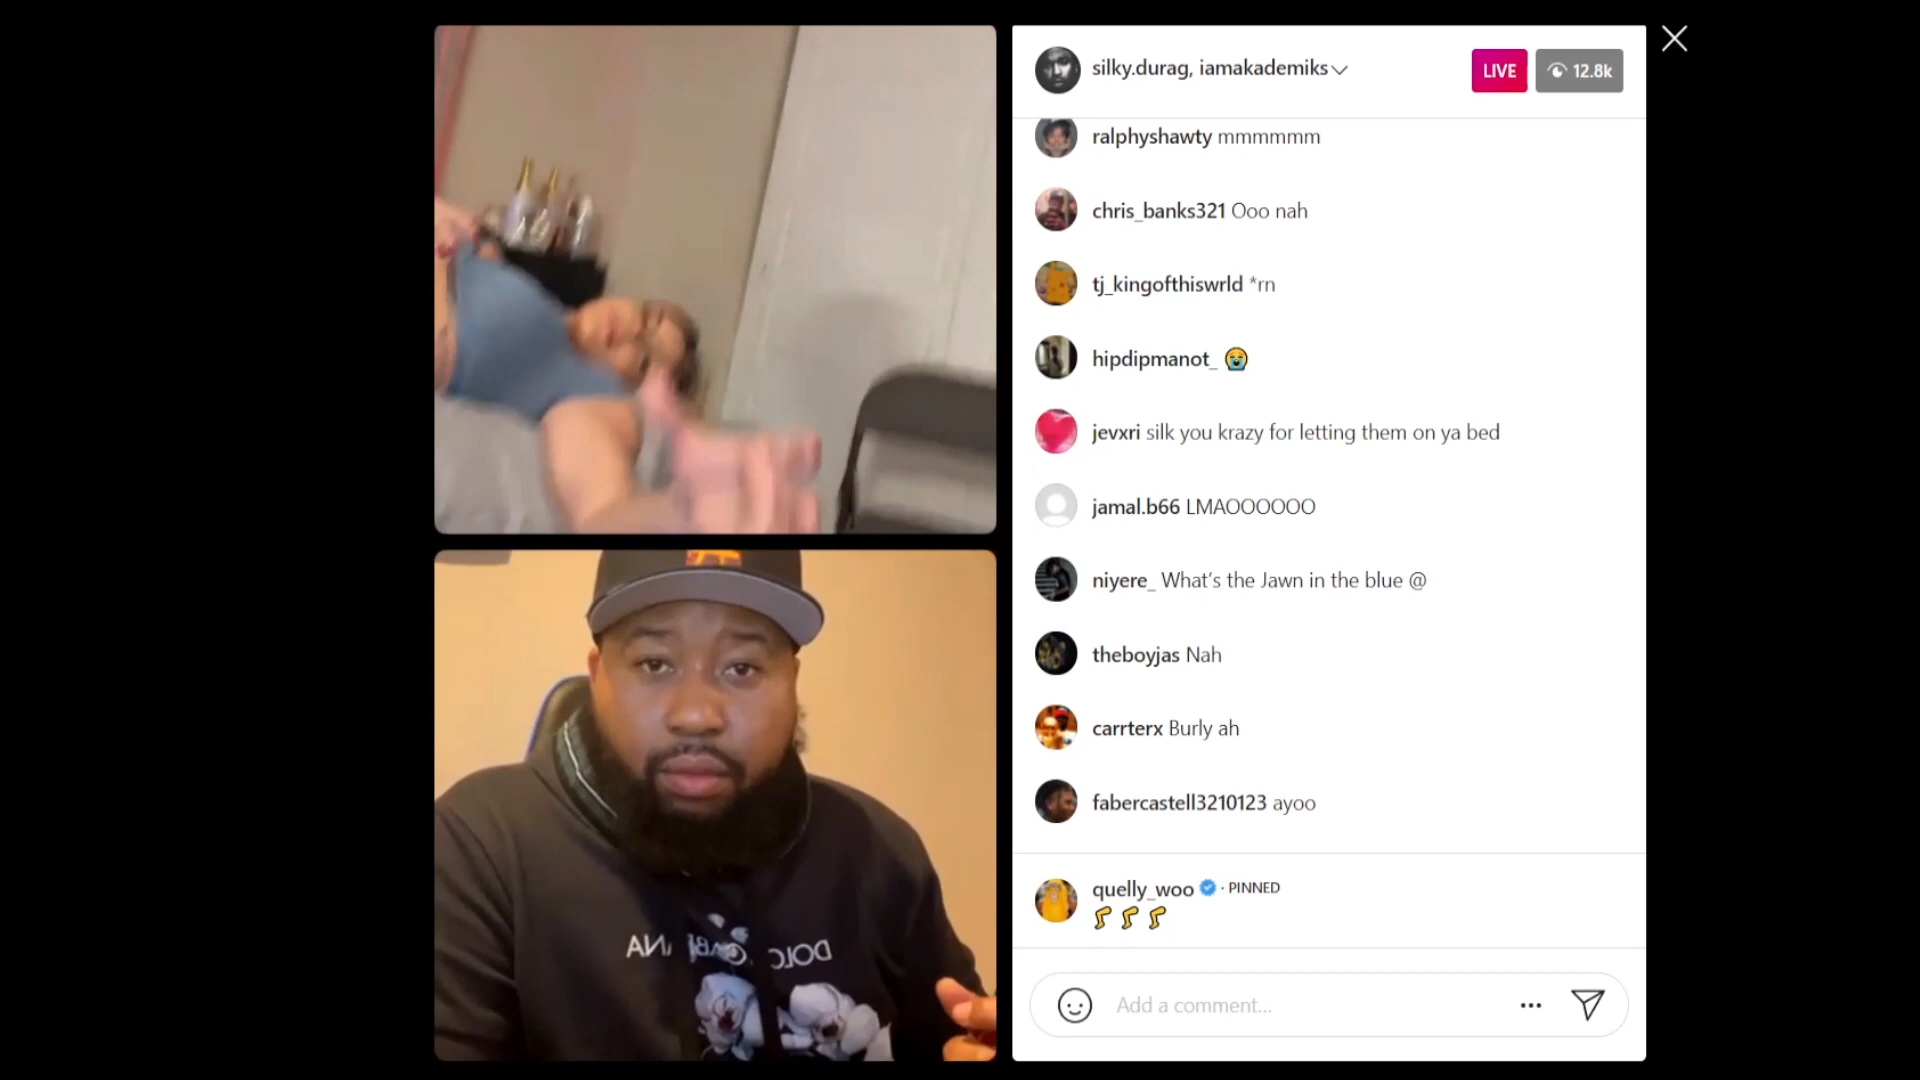 silky.durag, iamakademiks
LIVE
12.8k
ralphyshawty mmmmmm
chris_banks321 Ooo nah
tj_kingofthiswrld *rn
hipdipmanot_ 😭
jevxri silk you krazy for letting them on ya bed
jamal.b66 LMAOOOOOO
niyere_ What's the Jawn in the blue @
theboyjas Nah
carrterx Burly ah
fabercastell3210123 ayoo
quelly_woo · PINNED
🦵🦵🦵
Add a comment...